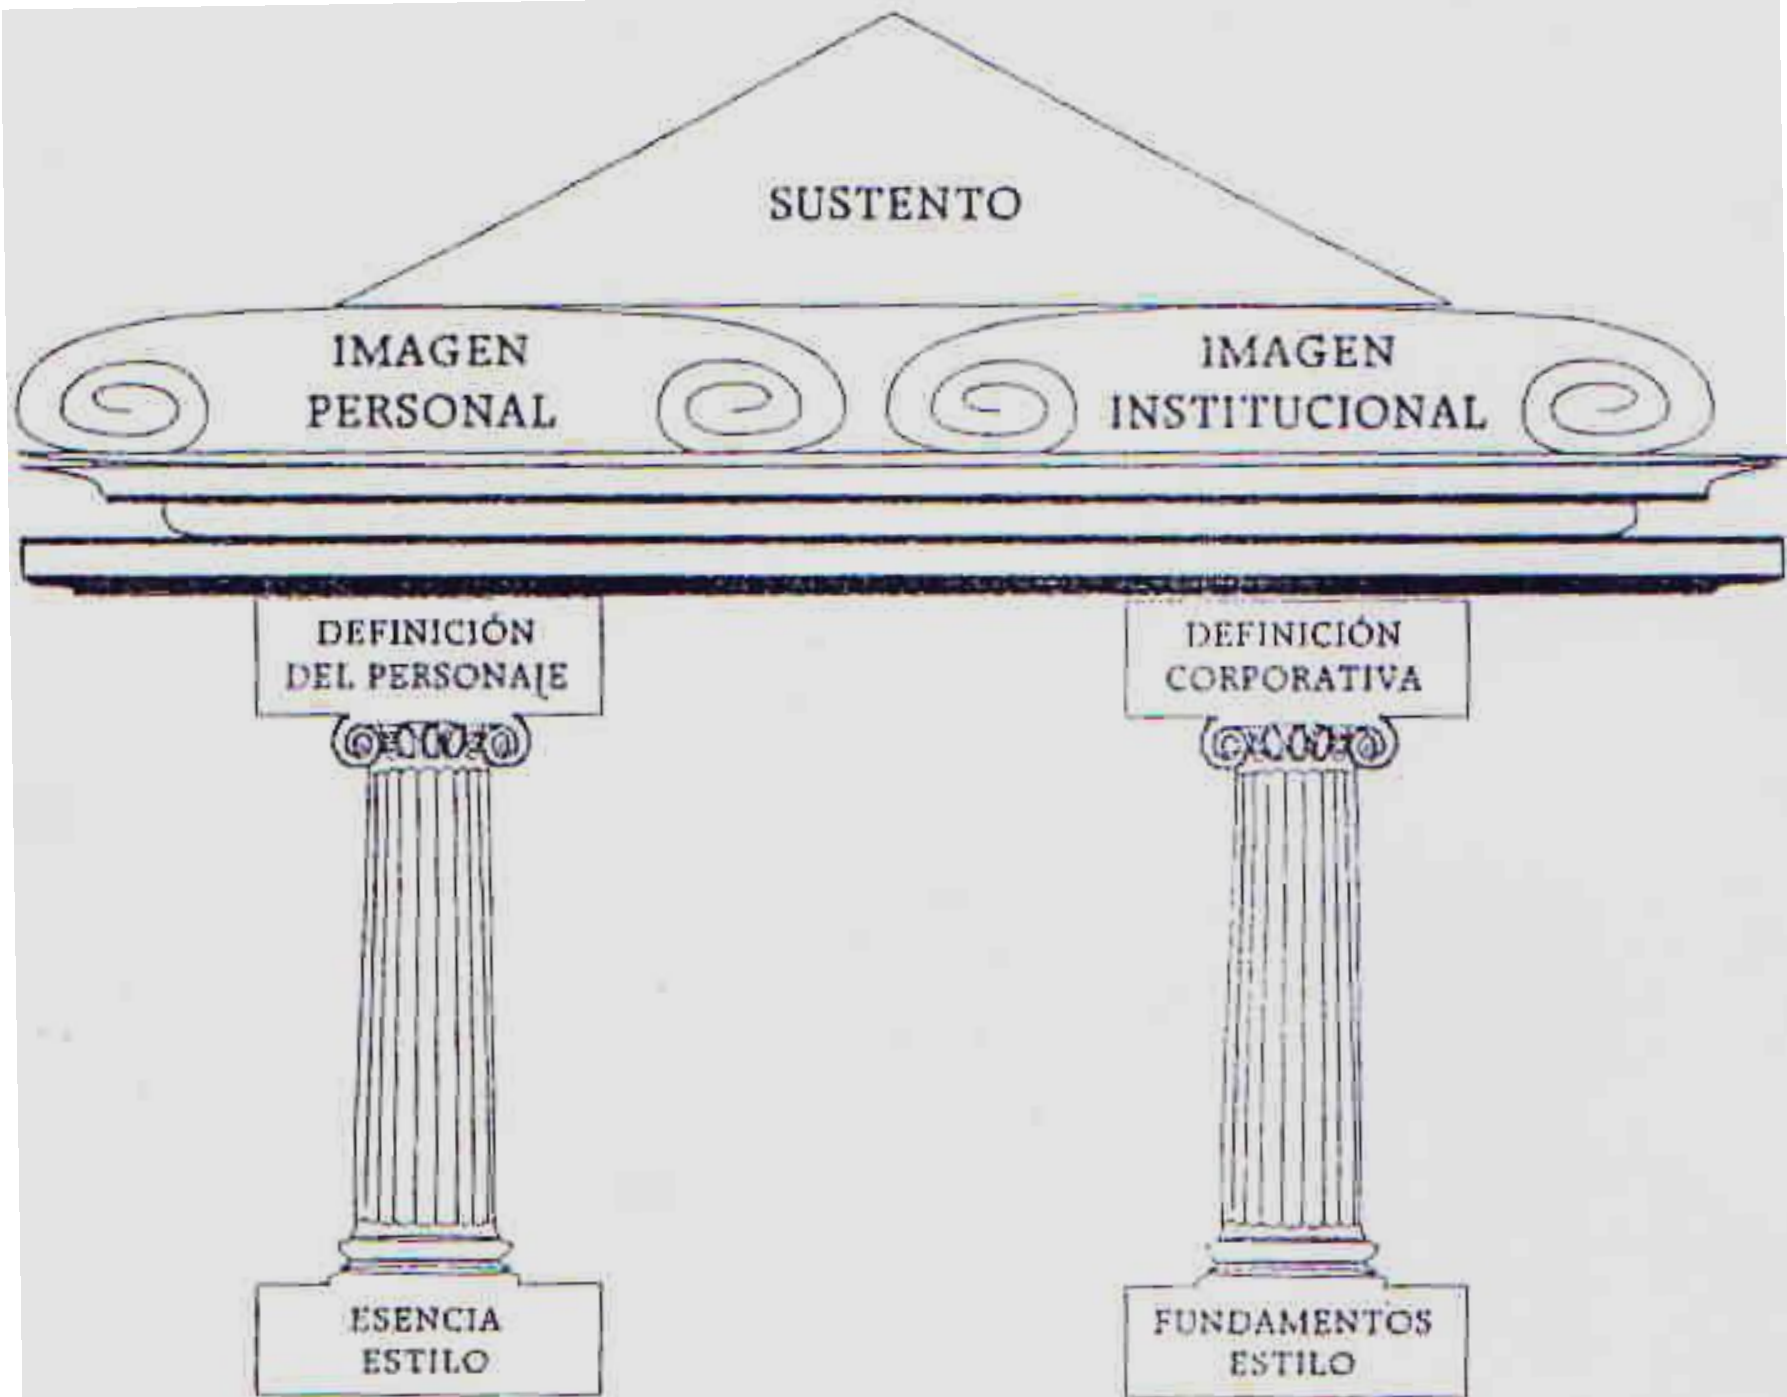 SUSTENTO
IMAGEN
PERSONAL
IMAGEN
INSTITUCIONAL
DEFINICIÓN
DEL PERSONAJE
DEFINICIÓN
CORPORATIVA
ESENCIA
ESTILO
FUNDAMENTOS
ESTILO